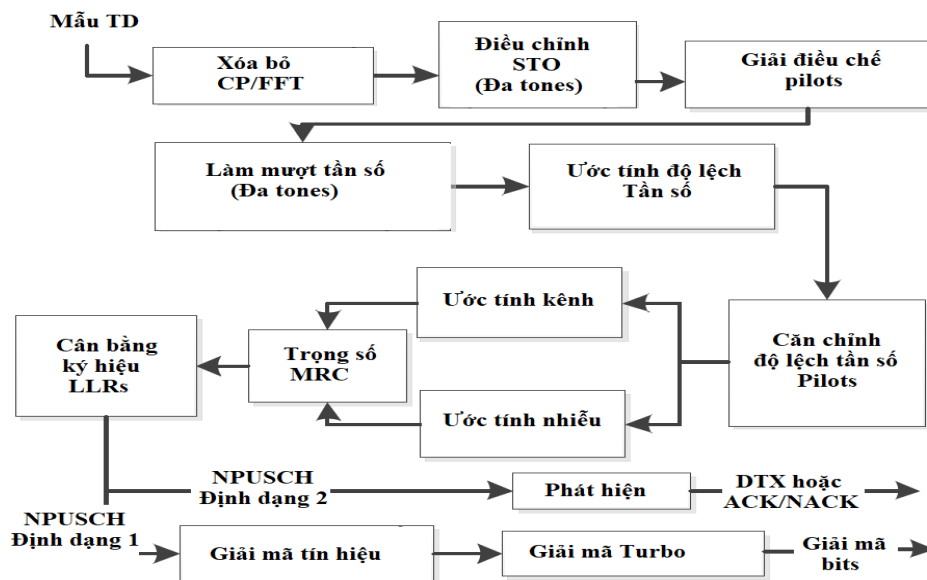 Mẫu TD
Xóa bỏ
CP/FFT
Điều chỉnh
STO
(Đa tones)
Giải điều chế
pilots
Làm mượt tần số
(Đa tones)
Ước tính độ lệch
Tần số
Ước tính kênh
Cân bằng
ký hiệu
LLRs
Trọng số
MRC
Căn chỉnh
độ lệch tần số
Pilots
Ước tính nhiễu
NPUSCH
Định dạng 2
Phát hiện
DTX hoặc
ACK/NACK
NPUSCH
Định dạng 1
Giải mã tín hiệu
Giải mã Turbo
Giải mã
bits